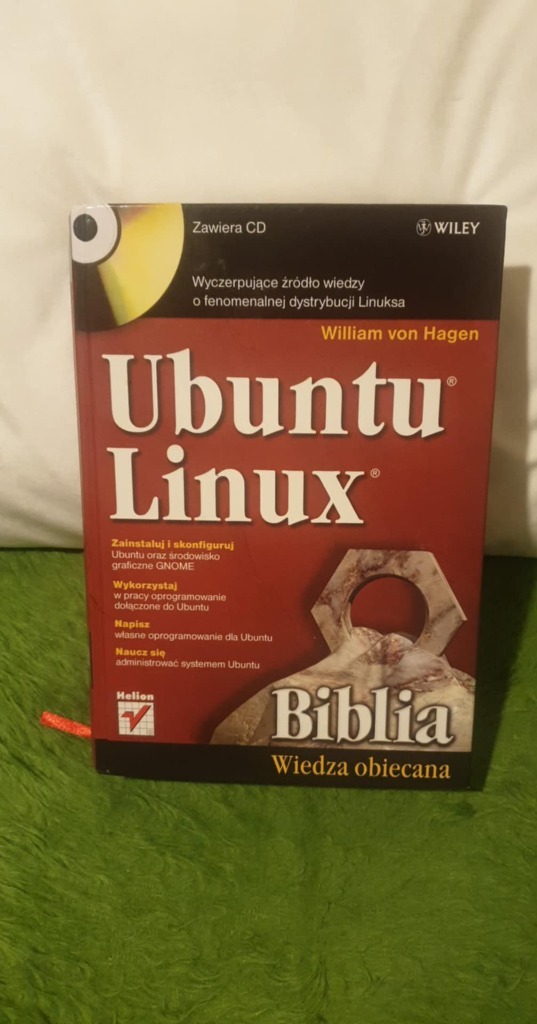 Zawiera CD
WILEY
Wyczerpujące źródło wiedzy
o fenomenalnej dystrybucji Linuksa
William von Hagen
Ubuntu®
Linux®
Zainstaluj i skonfiguruj
Ubuntu oraz środowisko
graficzne GNOME
Wykorzystaj
w pracy oprogramowanie
dołączone do Ubuntu
Napisz
własne oprogramowanie dla Ubuntu
Naucz się
administrować systemem Ubuntu
Helion
Biblia
Wiedza obiecana